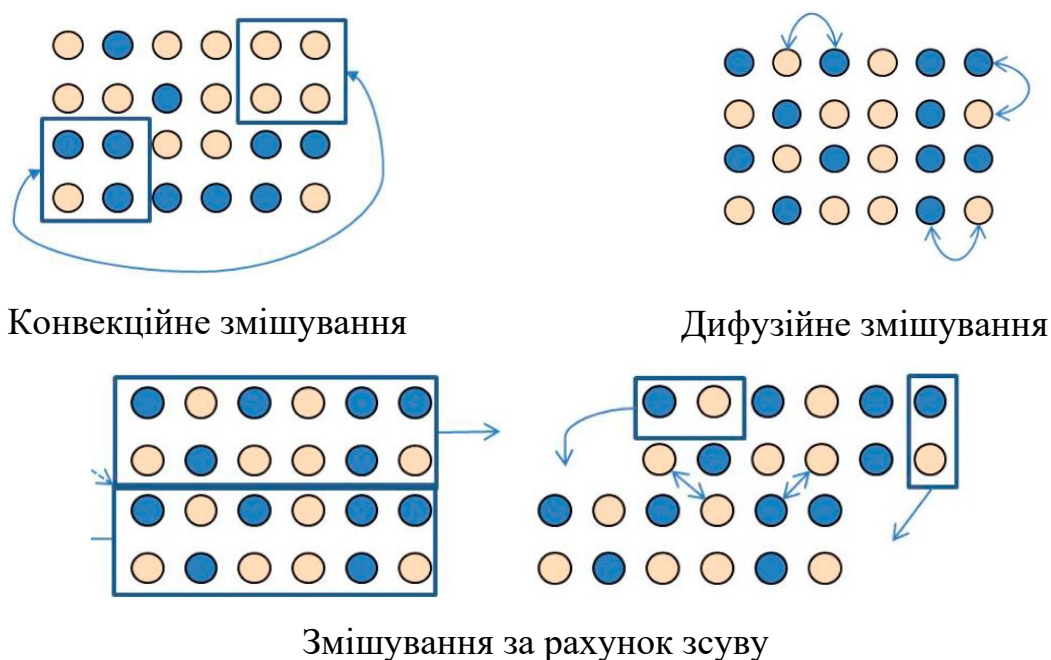 Конвекційне змішування
Дифузійне змішування
Змішування за рахунок зсуву